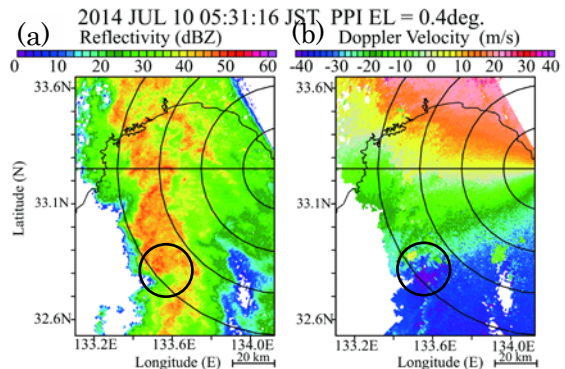 2014 JUL 10 05:31:16 JST PPI EL = 0.4deg.
(a) Reflectivity (dBZ)
0 10 20 30 40 50 60
33.6N
33.1N
32.6N
Latitude (N)
133.2E 133.6E 134.0E
Longitude (E) 20 km
(b) Doppler Velocity (m/s)
-40 -30 -20 -10 0 10 20 30 40
33.6N
33.1N
32.6N
133.2E 133.6E 134.0E
Longitude (E) 20 km